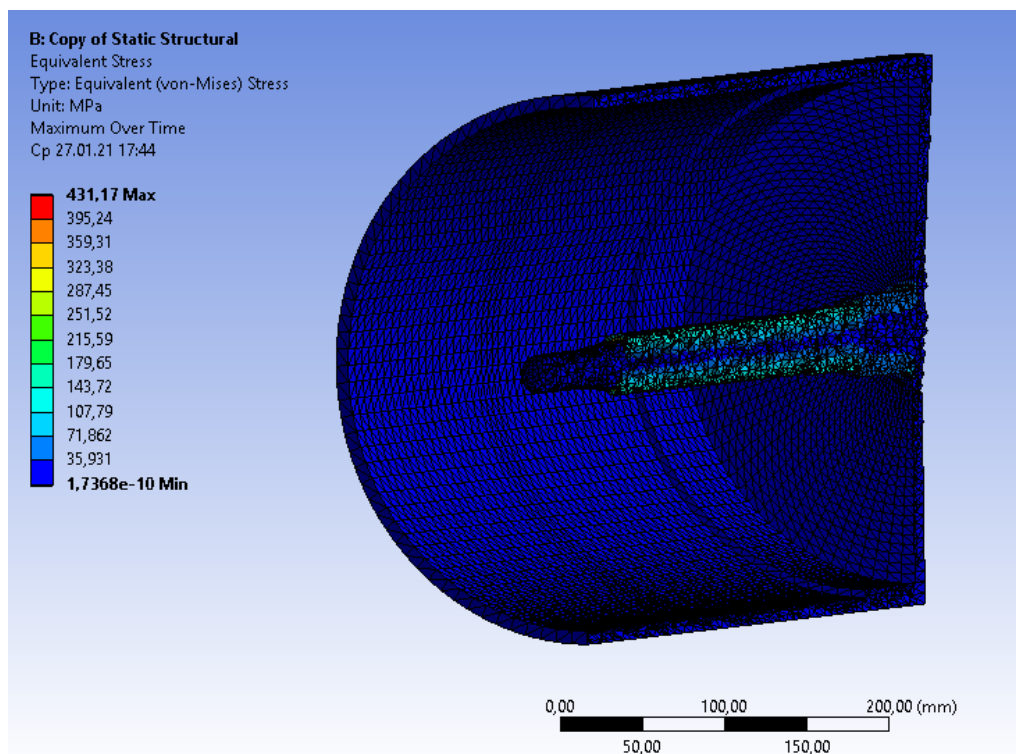 B: Copy of Static Structural
Equivalent Stress
Type: Equivalent (von-Mises) Stress
Unit: MPa
Maximum Over Time
Cp 27.01.21 17:44
431,17 Max
395,24
359,31
323,38
287,45
251,52
215,59
179,65
143,72
107,79
71,862
35,931
1,7368e-10 Min
0,00 100,00 200,00 (mm)
50,00 150,00